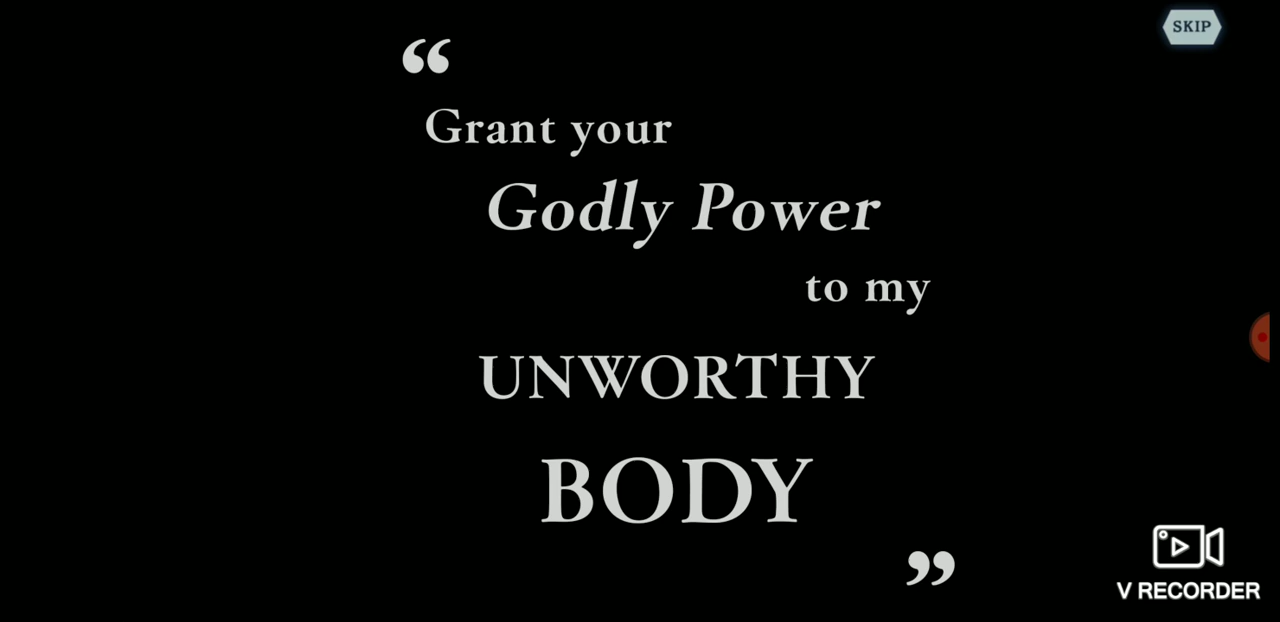 SKIP
“
Grant your
Godly Power
to my
UNWORTHY
BODY
”
V RECORDER